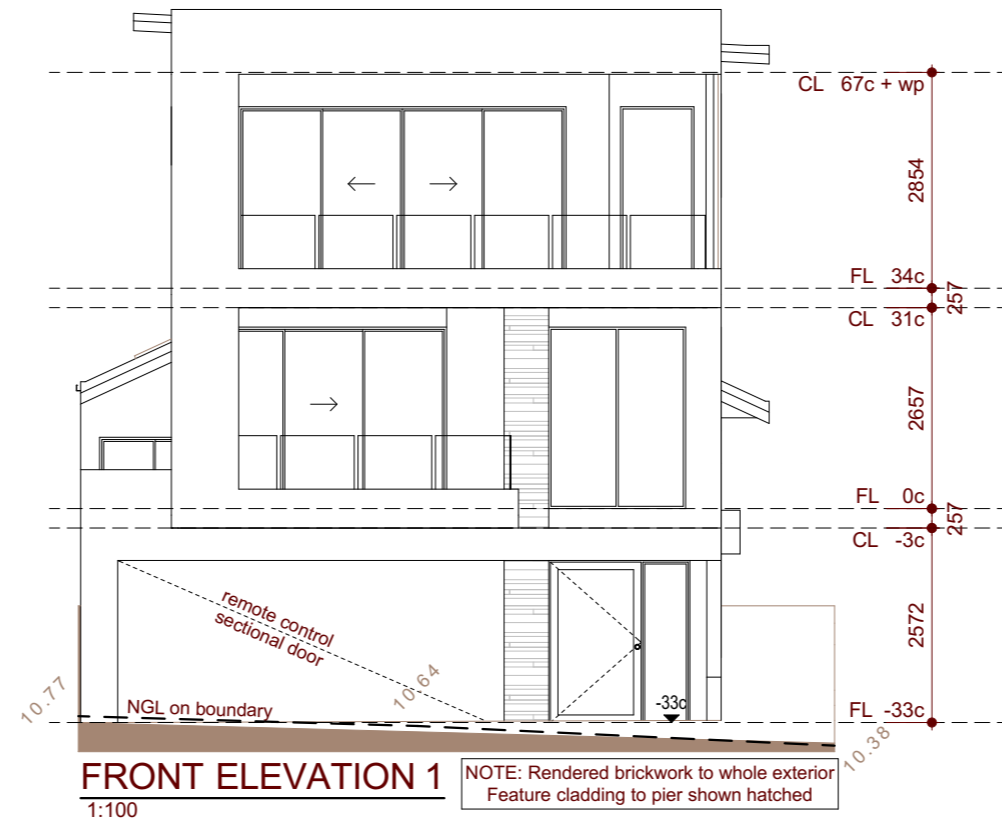 CL 67c + wp
2854
FL 34c
257
CL 31c
2657
FL 0c
257
CL -3c
remote control
sectional door
2572
10.77
10.64
NGL on boundary
-33c
FL -33c
10.38
FRONT ELEVATION 1
1:100
NOTE: Rendered brickwork to whole exterior
Feature cladding to pier shown hatched